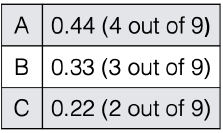 A 0.44 (4 out of 9)
B 0.33 (3 out of 9)
C 0.22 (2 out of 9)